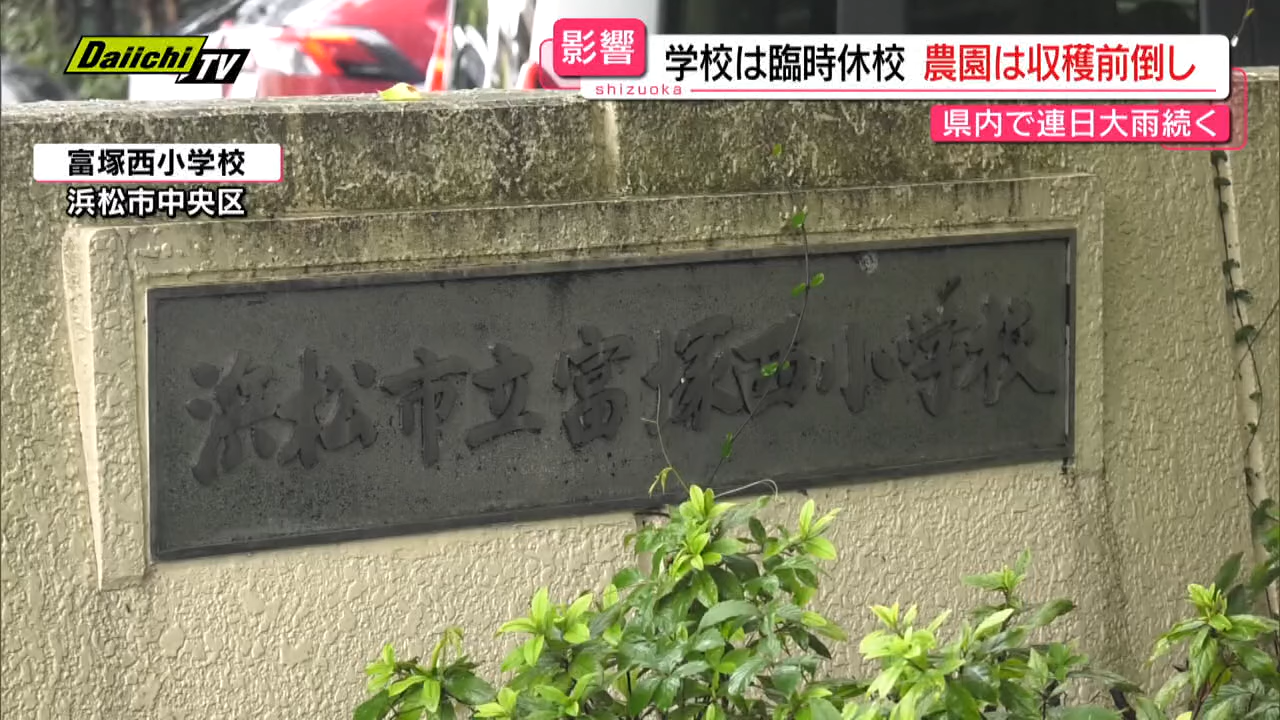 Daiichi TV
影響
学校は臨時休校 農園は収穫前倒し
shizuoka
県内で連日大雨続く
富塚西小学校
浜松市中央区
浜松市立富塚西小学校